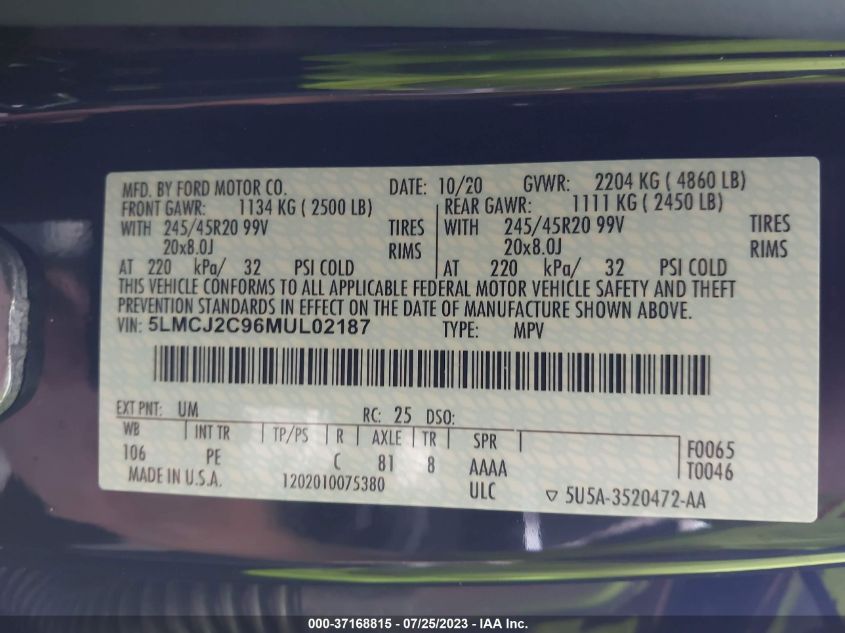 MFD. BY FORD MOTOR CO. DATE: 10/20 GVWR: 2204 KG ( 4860 LB)
FRONT GAWR: 1134 KG ( 2500 LB) REAR GAWR: 1111 KG ( 2450 LB)
WITH 245/45R20 99V TIRES WITH 245/45R20 99V TIRES
20x8.0J RIMS 20x8.0J RIMS
AT 220 kPa/ 32 PSI COLD AT 220 kPa/ 32 PSI COLD
THIS VEHICLE CONFORMS TO ALL APPLICABLE FEDERAL MOTOR VEHICLE SAFETY AND THEFT
PREVENTION STANDARDS IN EFFECT ON THE DATE OF MANUFACTURE SHOWN ABOVE.
VIN: 5LMCJ2C96MUL02187 TYPE: MPV
EXT PNT: UM RC: 25 DSO:
WB INT TR TP/PS R AXLE TR SPR F0065
106 PE C 81 8 AAAA T0046
MADE IN U.S.A. 1202010075380 ULC ▽ 5U5A-3520472-AA
000-37168815 - 07/25/2023 - IAA Inc.